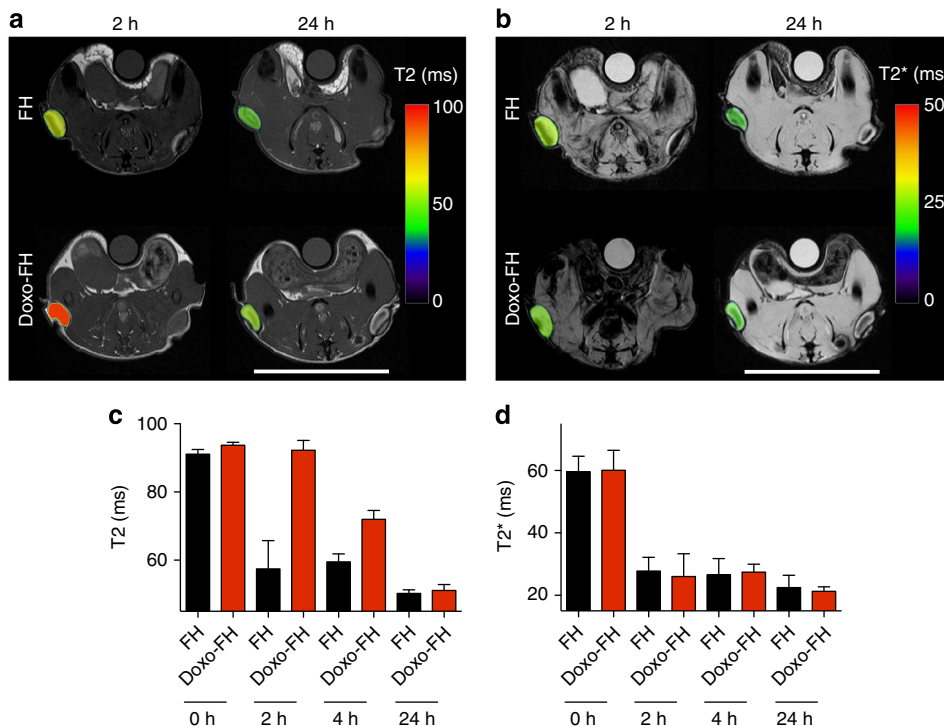 a
2 h
24 h
T2 (ms)
FH
100
50
0
Doxo-FH
b
2 h
24 h
T2* (ms)
FH
50
25
0
Doxo-FH
c
100
80
60
T2 (ms)
FH
Doxo-FH
FH
Doxo-FH
FH
Doxo-FH
FH
Doxo-FH
0 h
2 h
4 h
24 h
d
60
40
20
T2* (ms)
FH
Doxo-FH
FH
Doxo-FH
FH
Doxo-FH
FH
Doxo-FH
0 h
2 h
4 h
24 h